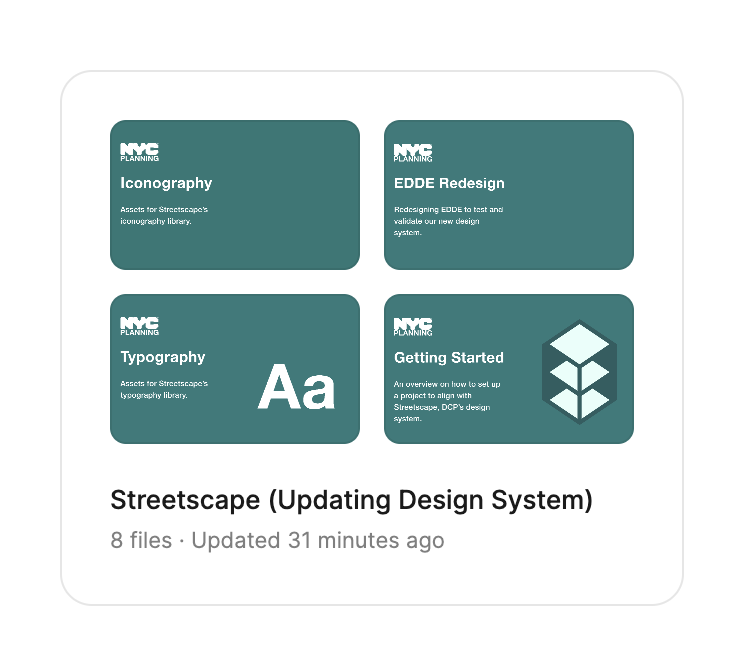 NYC
PLANNING
Iconography
Assets for Streetscape's
iconography library.
NYC
PLANNING
EDDE Redesign
Redesigning EDDE to test and
validate our new design
system.
NYC
PLANNING
Typography
Assets for Streetscape's
typography library.
Aa
NYC
PLANNING
Getting Started
An overview on how to set up
a project to align with
Streetscape, DCP's design
system.
Streetscape (Updating Design System)
8 files · Updated 31 minutes ago